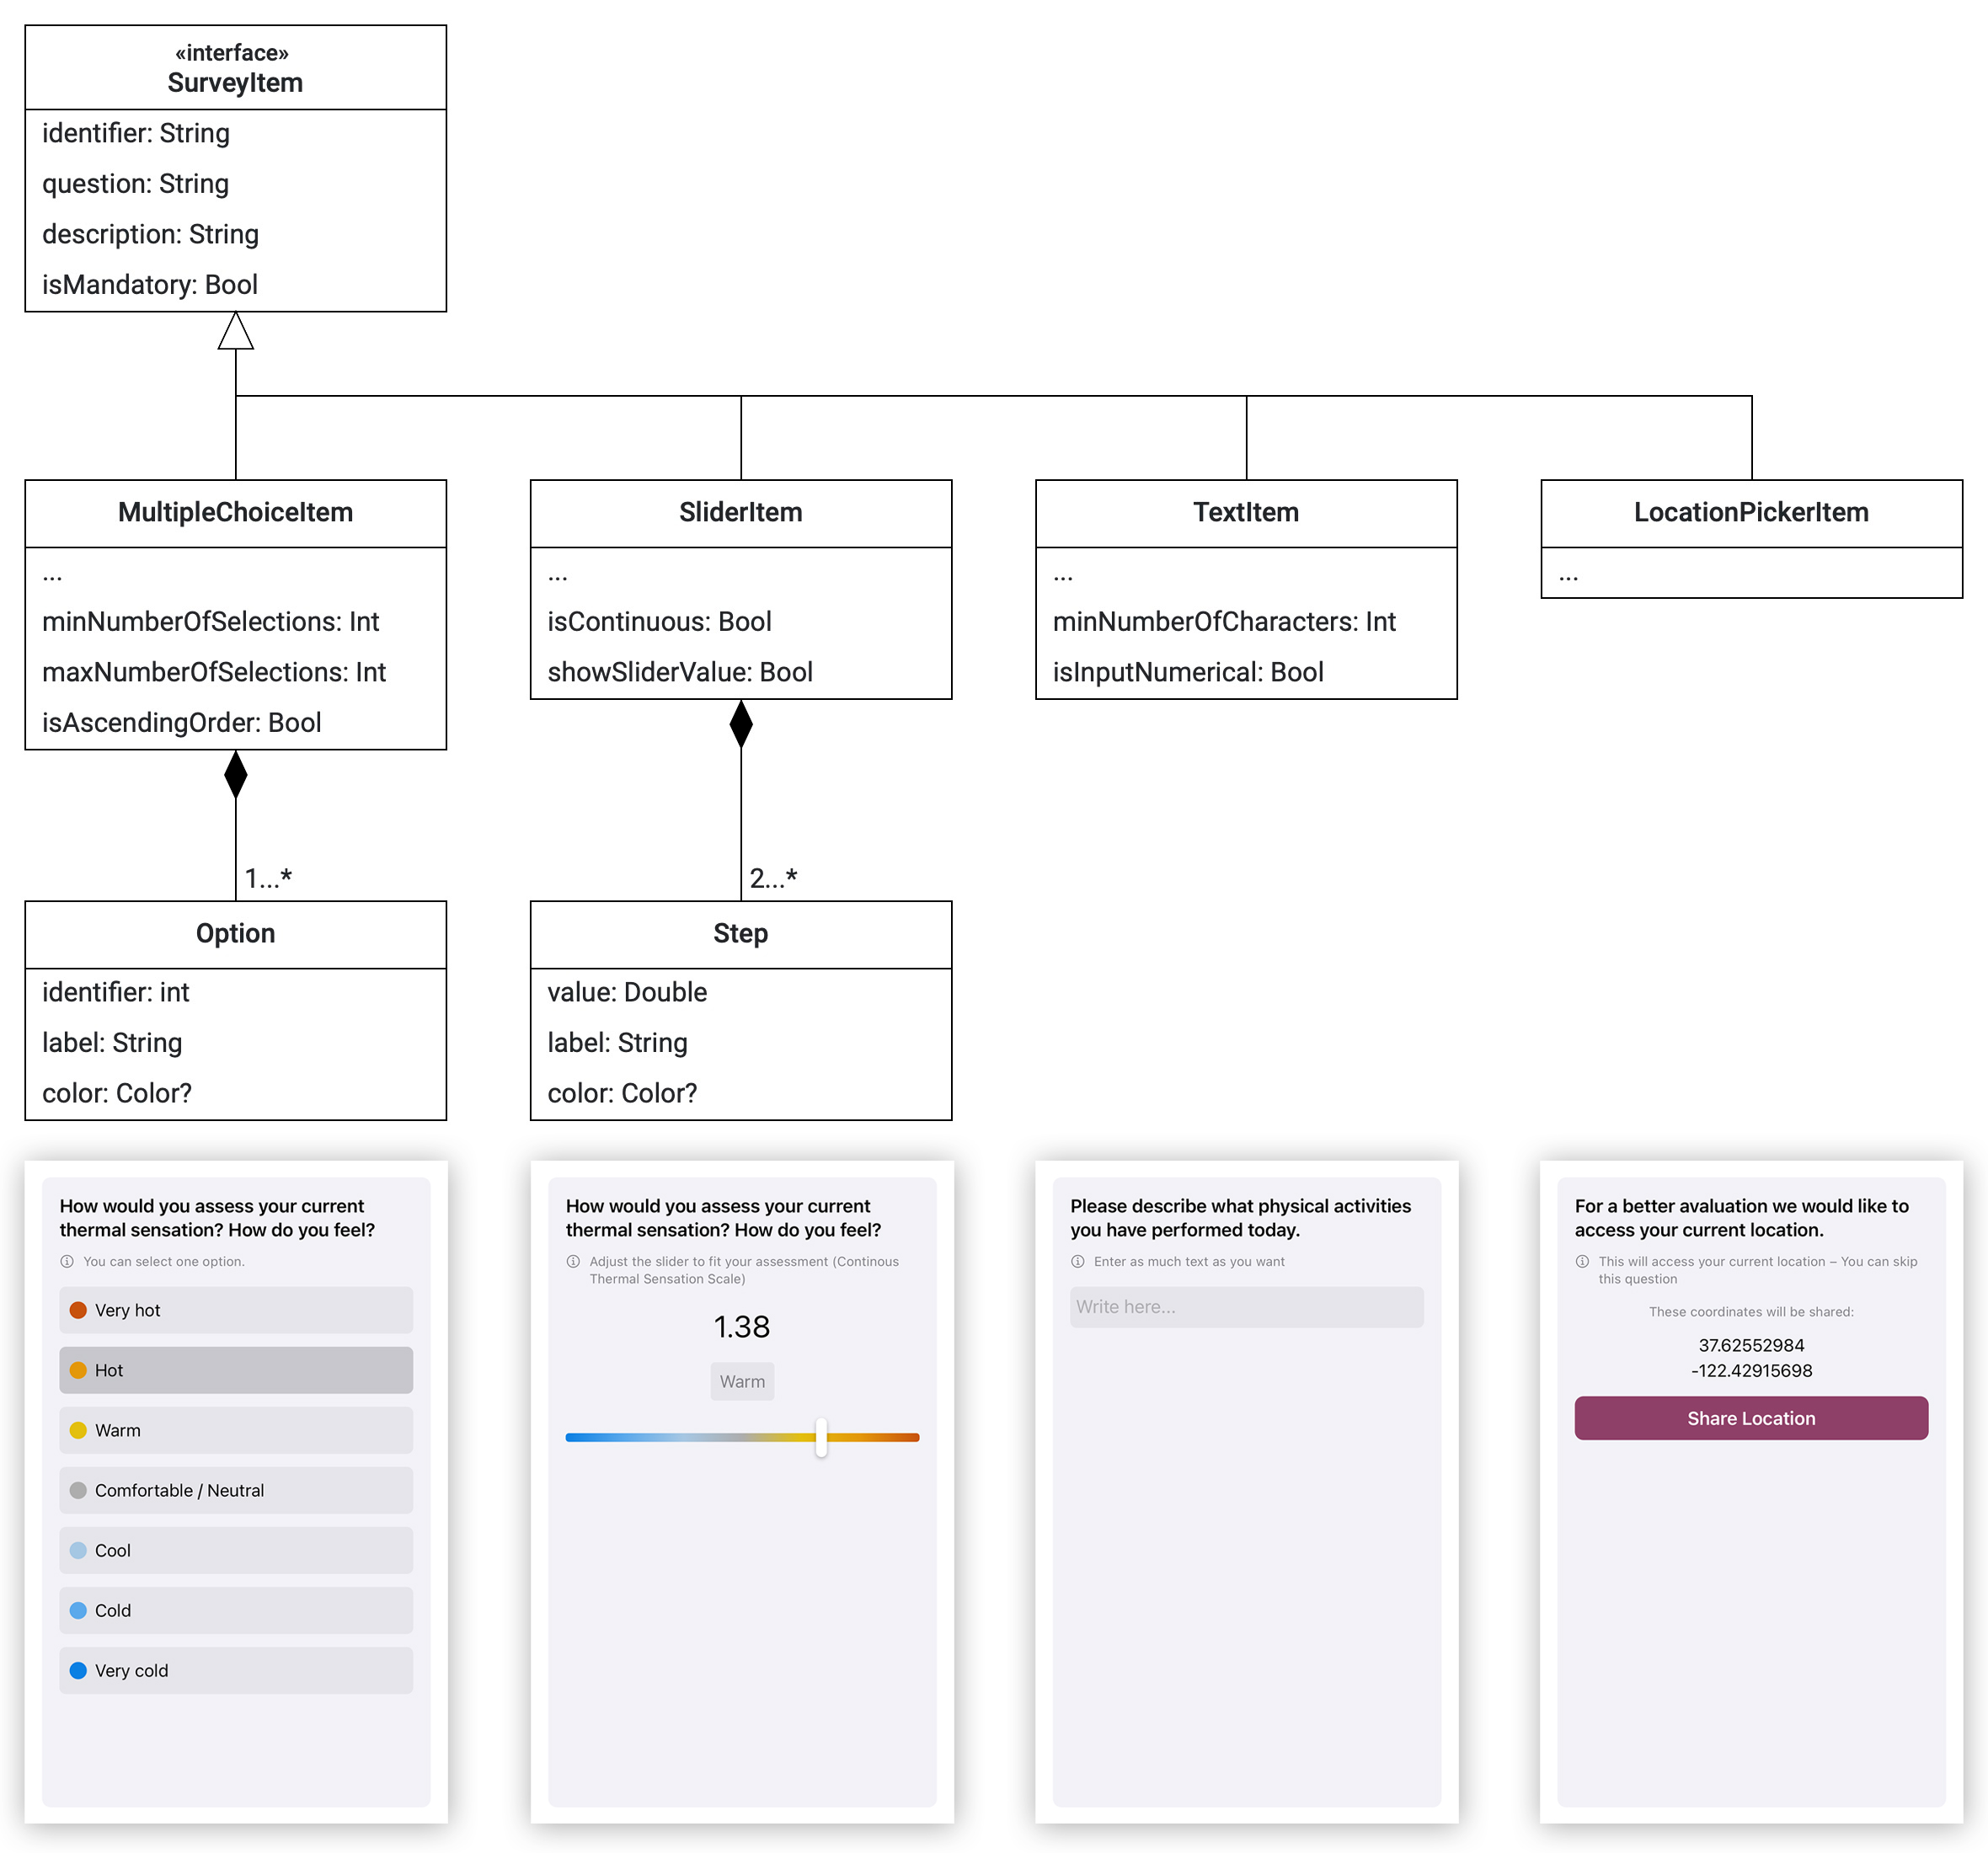 «interface»
SurveyItem
identifier: String
question: String
description: String
isMandatory: Bool
MultipleChoiceItem
...
minNumberOfSelections: Int
maxNumberOfSelections: Int
isAscendingOrder: Bool
SliderItem
...
isContinuous: Bool
showSliderValue: Bool
TextItem
...
minNumberOfCharacters: Int
isInputNumerical: Bool
LocationPickerItem
...
1...*
2...*
Option
identifier: int
label: String
color: Color?
Step
value: Double
label: String
color: Color?
How would you assess your current
thermal sensation? How do you feel?
You can select one option.
Very hot
Hot
Warm
Comfortable / Neutral
Cool
Cold
Very cold
How would you assess your current
thermal sensation? How do you feel?
Adjust the slider to fit your assessment (Continous
Thermal Sensation Scale)
1.38
Warm
Please describe what physical activities
you have performed today.
Enter as much text as you want
Write here...
For a better avaluation we would like to
access your current location.
This will access your current location – You can skip
this question
These coordinates will be shared:
37.62552984
-122.42915698
Share Location